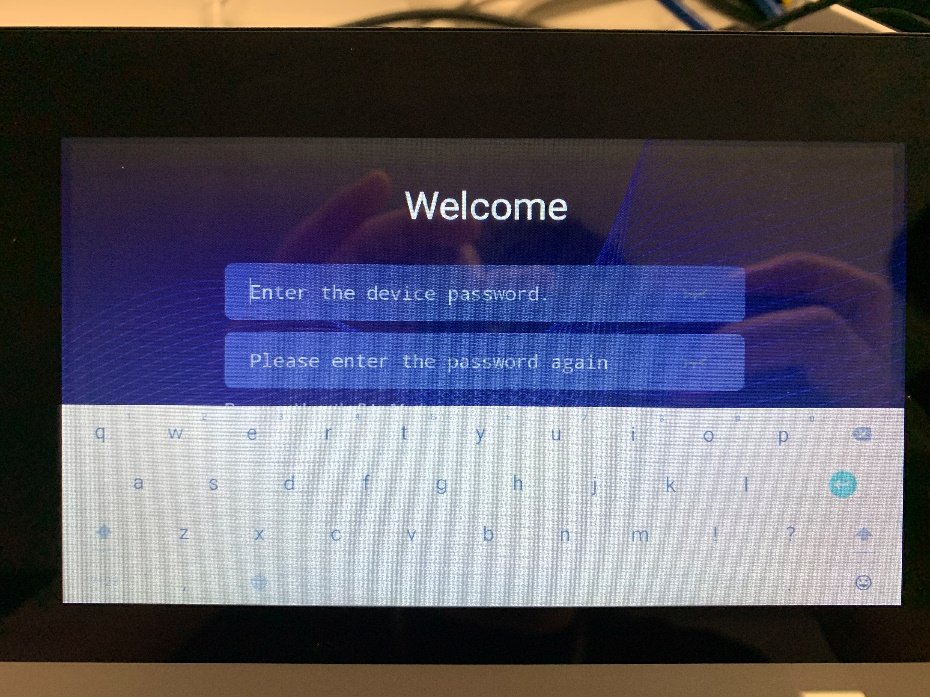 Welcome
Enter the device password.
Please enter the password again
q w e r t y u i o p
a s d f g h j k l
z x c v b n m ! ?